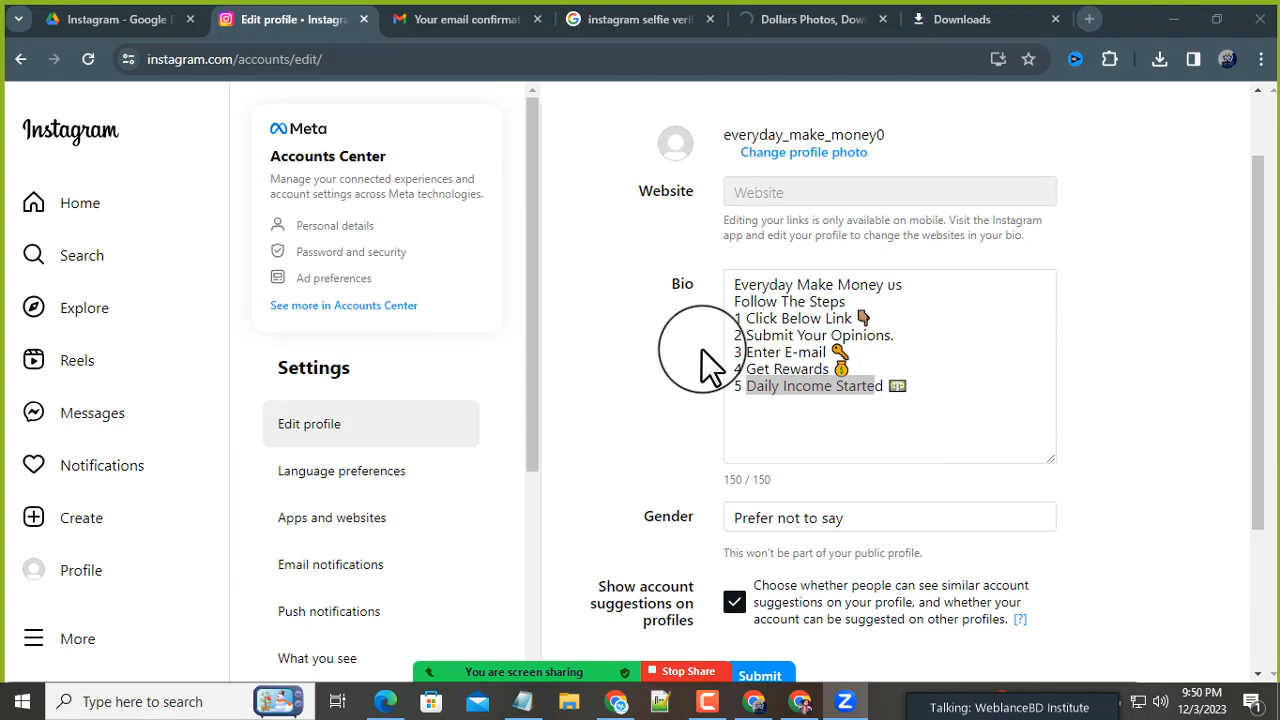 Instagram - Google D
Edit profile • Instagra
Your email confirmat
instagram selfie veri
Dollars Photos, Dow
Downloads
instagram.com/accounts/edit/
Instagram
Home
Search
Explore
Reels
Messages
Notifications
Create
Profile
More
Meta
Accounts Center
Manage your connected experiences and
account settings across Meta technologies.
Personal details
Password and security
Ad preferences
See more in Accounts Center
Settings
Edit profile
Language preferences
Apps and websites
Email notifications
Push notifications
What you see
everyday_make_money0
Change profile photo
Website
Website
Editing your links is only available on mobile. Visit the Instagram
app and edit your profile to change the websites in your bio.
Bio
Everyday Make Money us
Follow The Steps
1 Click Below Link 👇🏾
2 Submit Your Opinions.
3 Enter E-mail 🔑
4 Get Rewards 💰
5 Daily Income Started 💵
150 / 150
Gender
Prefer not to say
This won't be part of your public profile.
Show account
suggestions on
profiles
Choose whether people can see similar account
suggestions on your profile, and whether your
account can be suggested on other profiles. [?]
You are screen sharing
Stop Share
Submit
Type here to search
Talking: WeblanceBD Institute
9:50 PM
12/3/2023
1